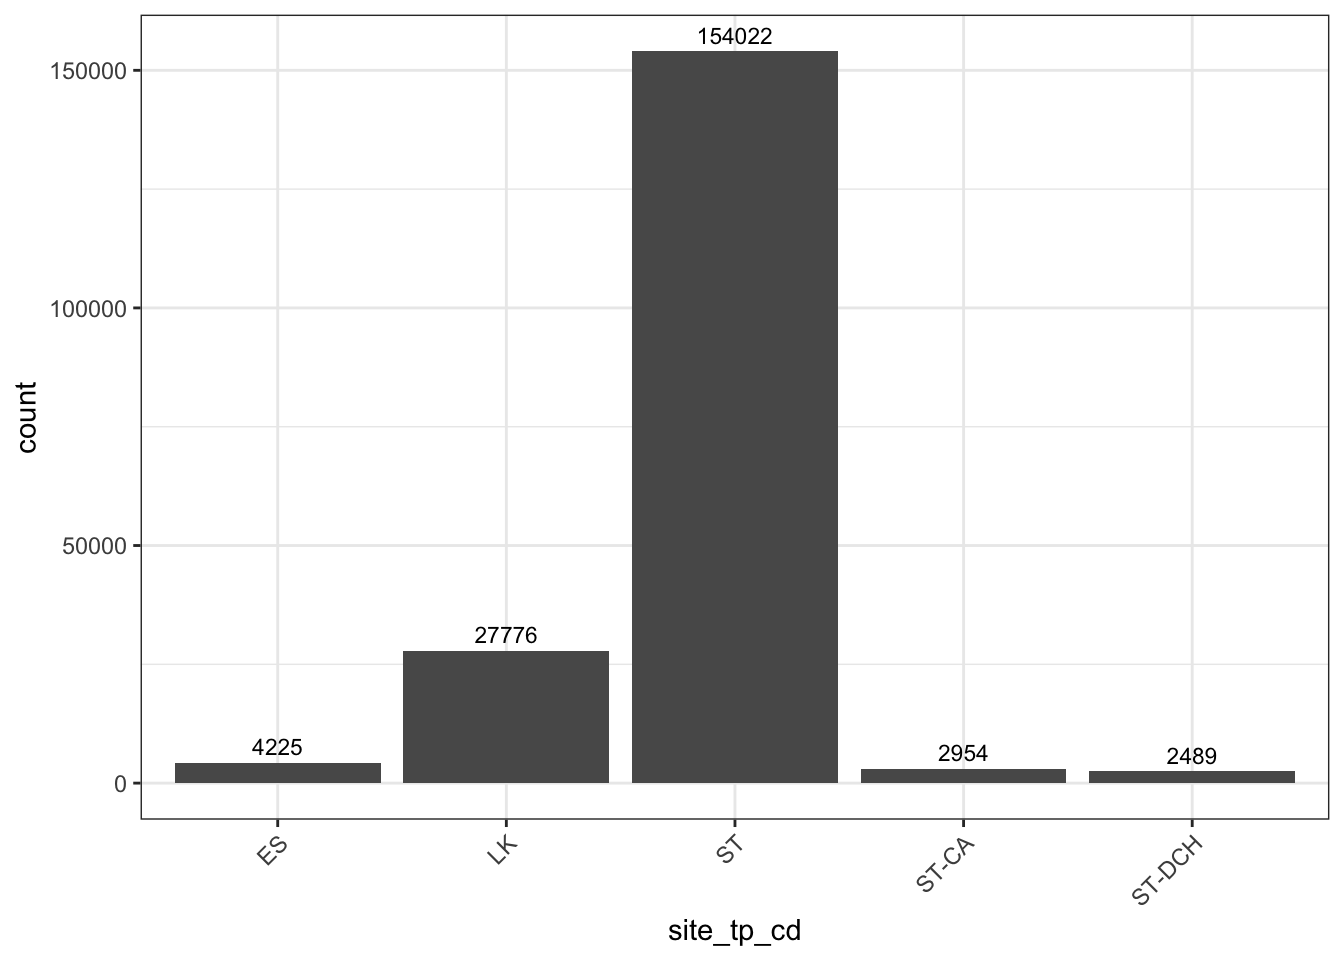 154022
150000
100000
count
50000
27776
4225
2954
2489
0
ES
LK
ST
ST-CA
ST-DCH
site_tp_cd